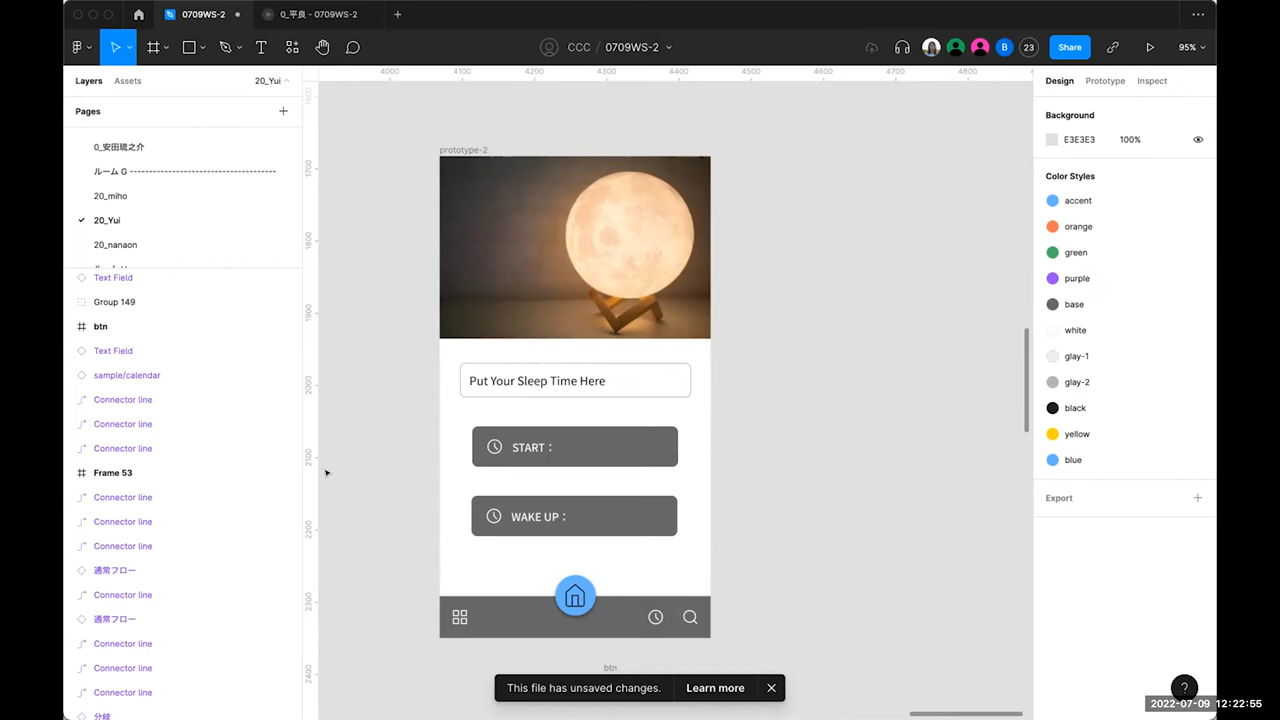 0709WS-2
0_平良 - 0709WS-2
CCC / 0709WS-2
B
23
Share
95%
Layers
Assets
20_Yui
Pages
0_安田琉之介
ルーム G -------------------------------------
20_miho
20_Yui
20_nanaon
Text Field
Group 149
btn
Text Field
sample/calendar
Connector line
Connector line
Connector line
Frame 53
Connector line
Connector line
Connector line
通常フロー
Connector line
通常フロー
Connector line
Connector line
Connector line
分岐
4000
4100
4200
4300
4400
4500
4600
4700
4800
1600
1700
1800
1900
2000
2100
2200
2300
2400
prototype-2
Put Your Sleep Time Here
START：
WAKE UP：
btn
This file has unsaved changes.
Learn more
Design
Prototype
Inspect
Background
E3E3E3
100%
Color Styles
accent
orange
green
purple
base
white
glay-1
glay-2
black
yellow
blue
Export
?
2022-07-09 12:22:55